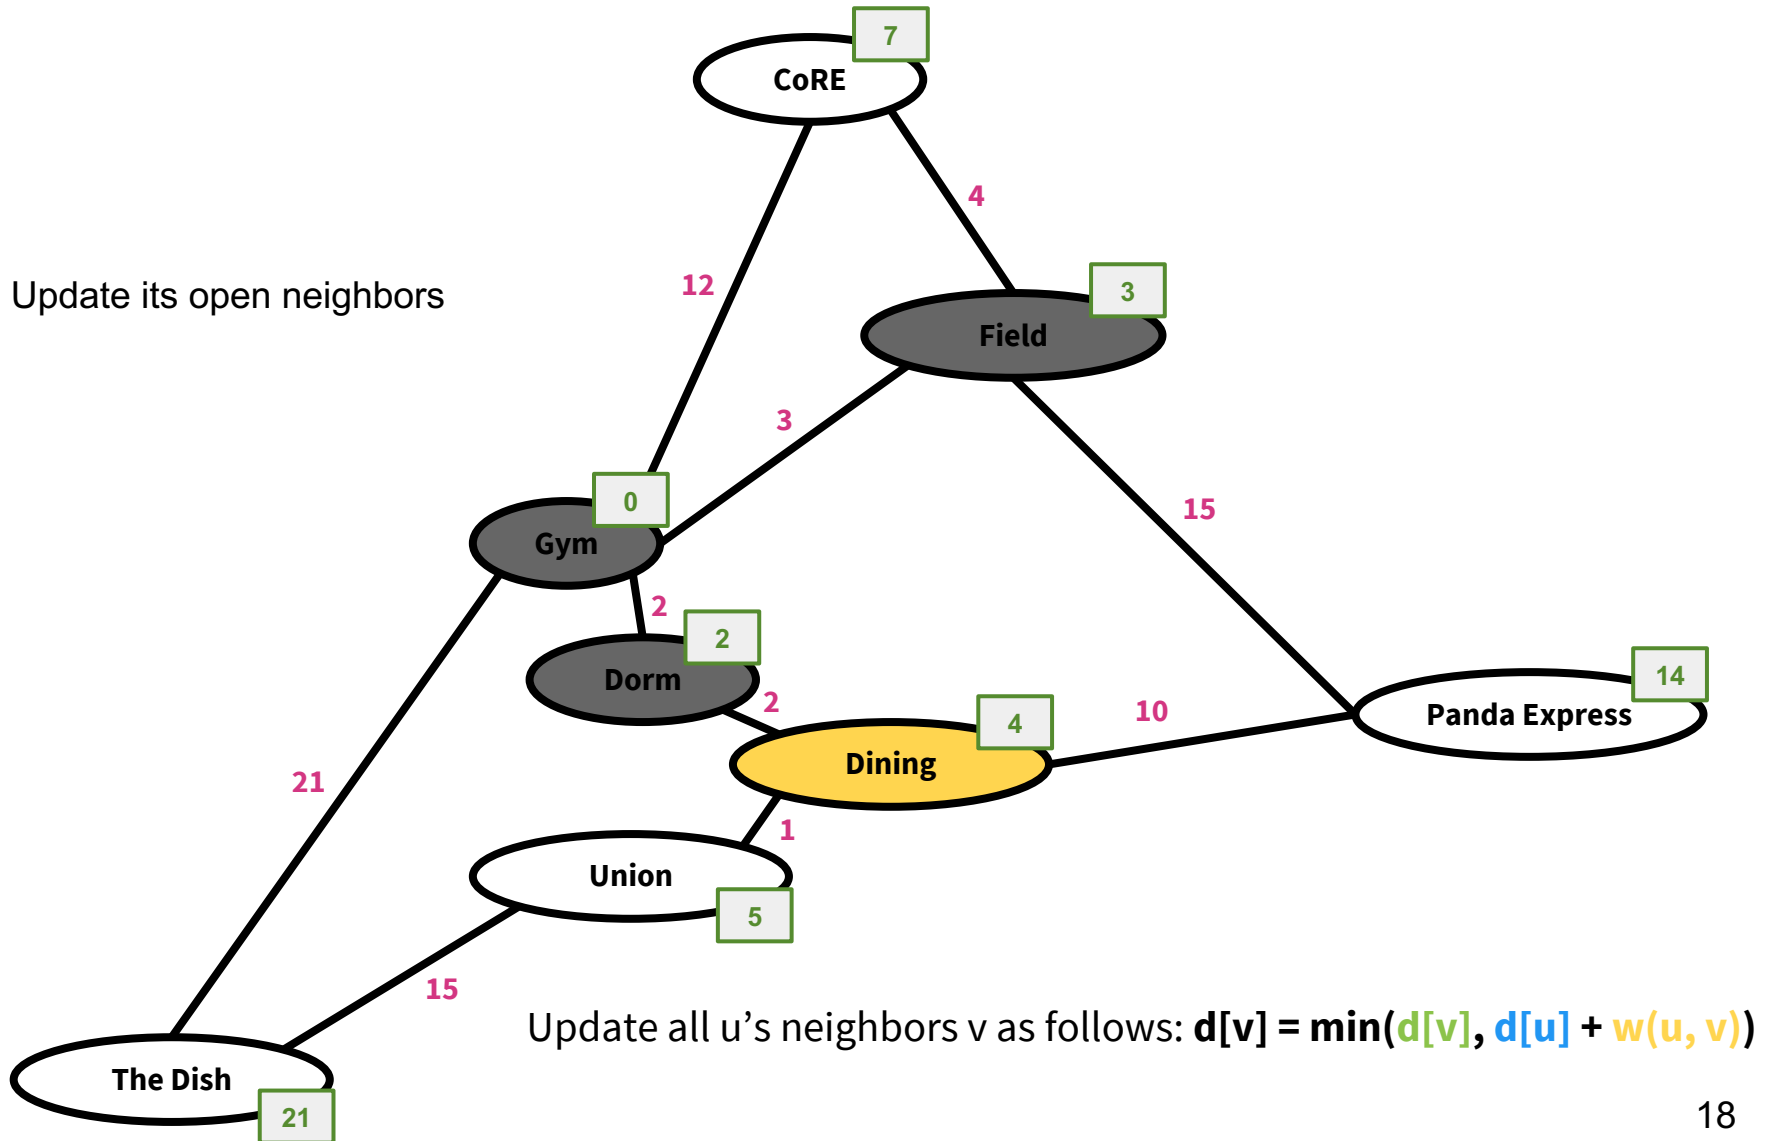 7
CoRE
4
12
Update its open neighbors
3
Field
3
0
15
Gym
2
2
Dorm
2
14
10
Panda Express
4
Dining
21
1
Union
5
15
Update all u’s neighbors v as follows: d[v] = min(d[v], d[u] + w(u, v))
The Dish
21
18